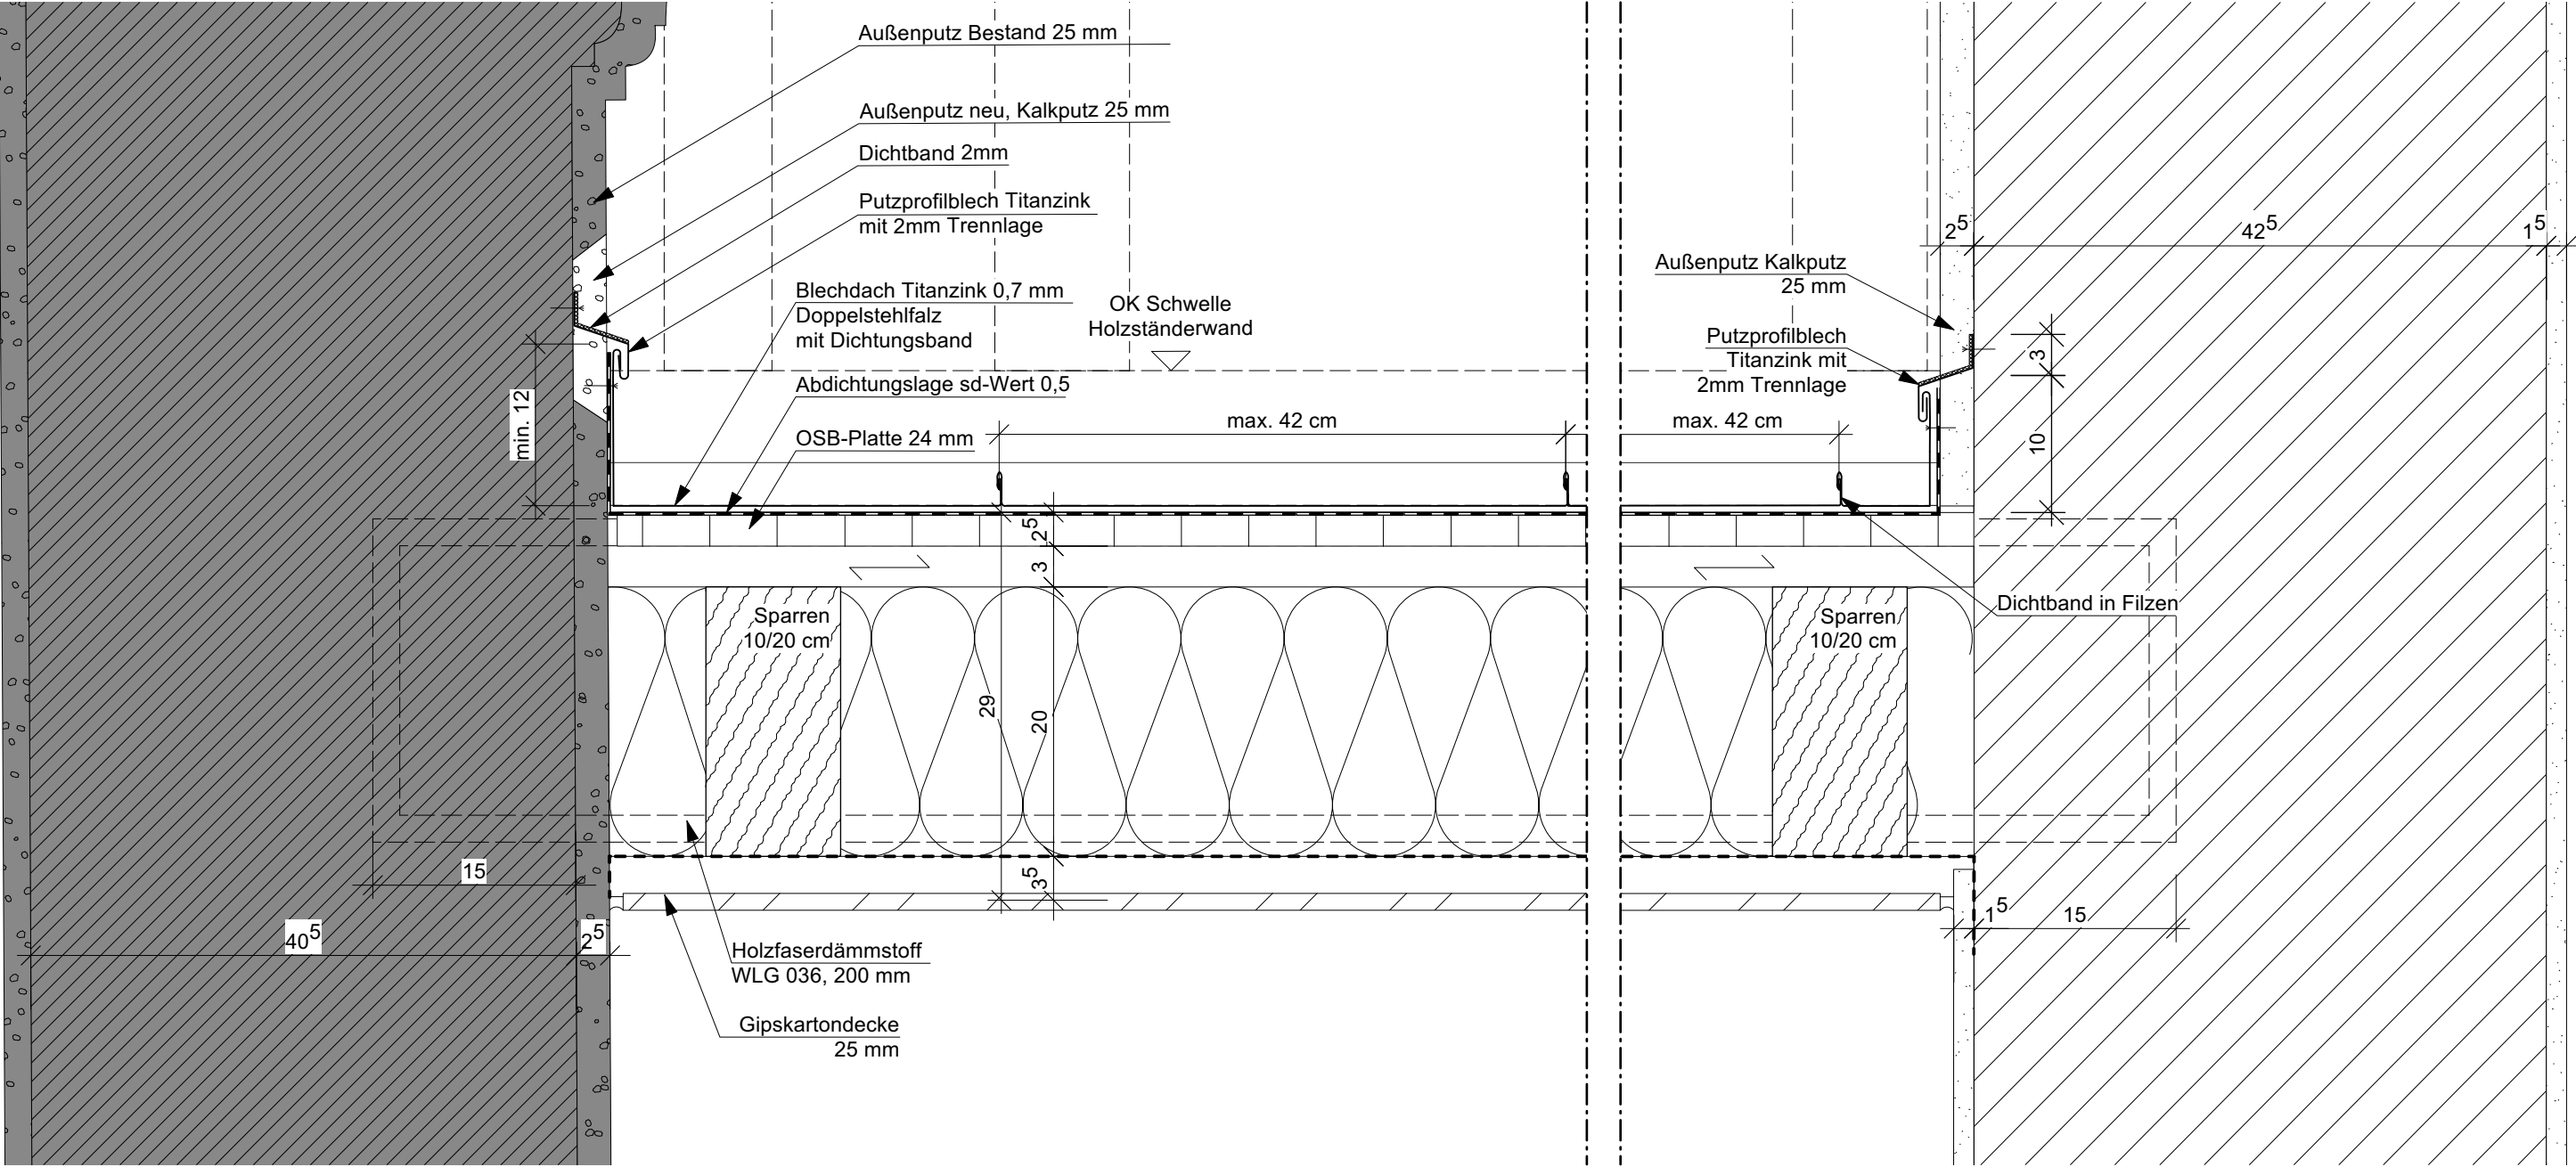 Außenputz Bestand 25 mm
Außenputz neu, Kalkputz 25 mm
Dichtband 2mm
Putzprofilblech Titanzink
mit 2mm Trennlage
Blechdach Titanzink 0,7 mm
Doppelstehlfalz
mit Dichtungsband
OK Schwelle
Holzständerwand
Abdichtungslage sd-Wert 0,5
OSB-Platte 24 mm
min. 12
max. 42 cm
max. 42 cm
2⁵
42⁵
1⁵
Außenputz Kalkputz
25 mm
Putzprofilblech
Titanzink mit
2mm Trennlage
3
10
2⁵
3
Sparren
10/20 cm
Sparren
10/20 cm
Dichtband in Filzen
29
20
3⁵
15
40⁵
2⁵
1⁵
15
Holzfaserdämmstoff
WLG 036, 200 mm
Gipskartondecke
25 mm